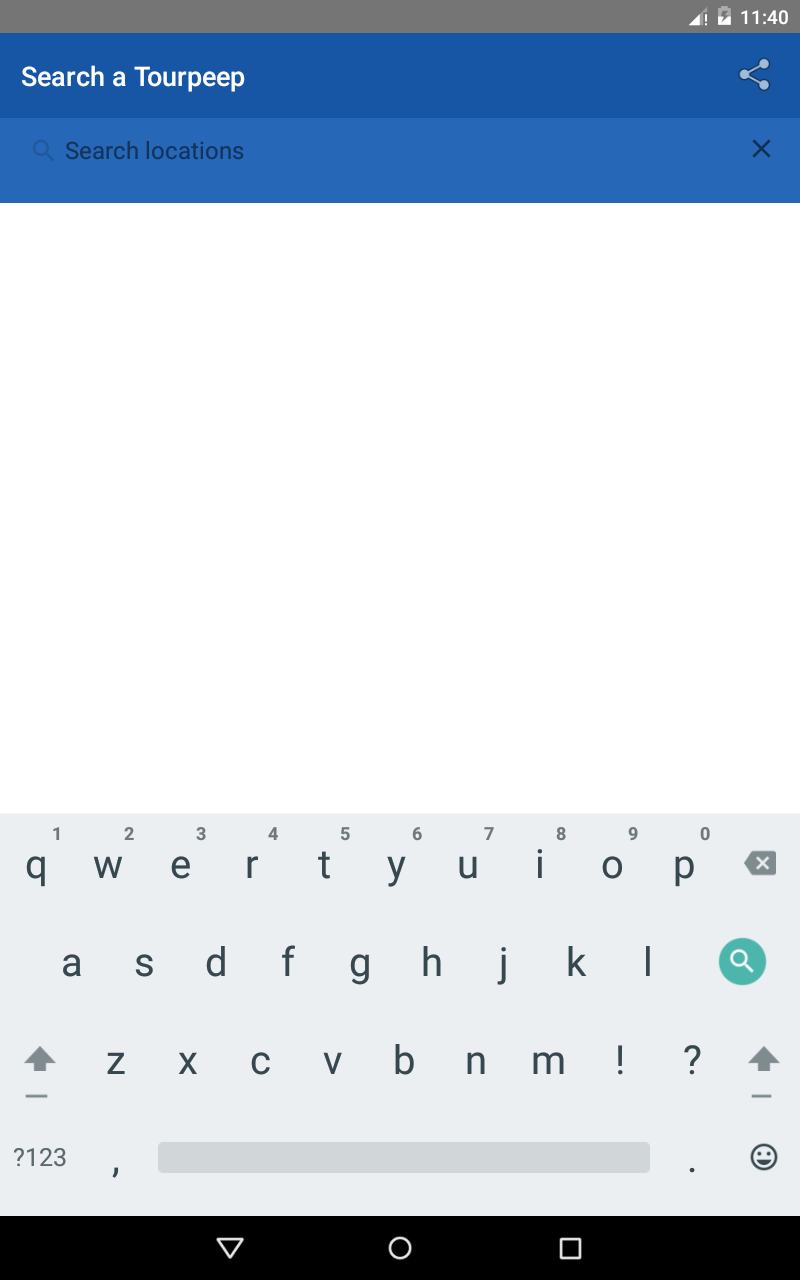 11:40
Search a Tourpeep
Search locations
1 2 3 4 5 6 7 8 9 0
q w e r t y u i o p
a s d f g h j k l
z x c v b n m ! ?
?123 , .